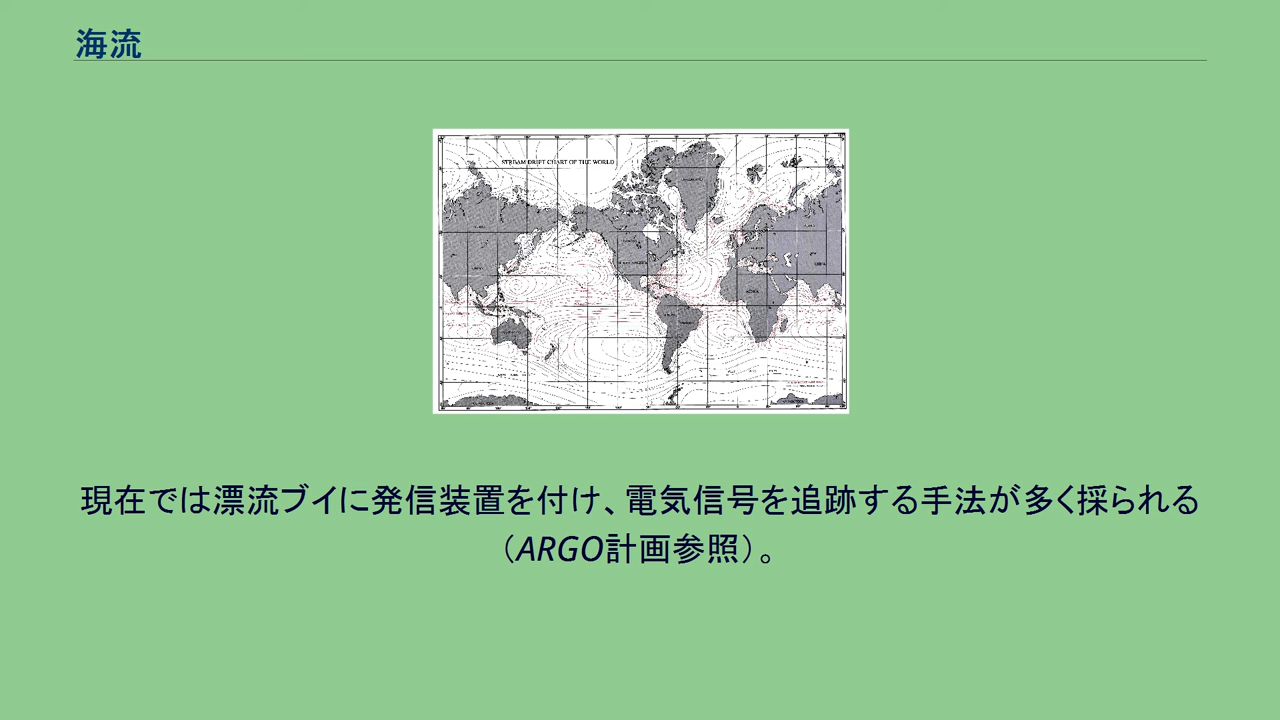 海流
STREAM DRIFT CHART OF THE WORLD
現在では漂流ブイに発信装置を付け、電気信号を追跡する手法が多く採られる
（ARGO計画参照）。